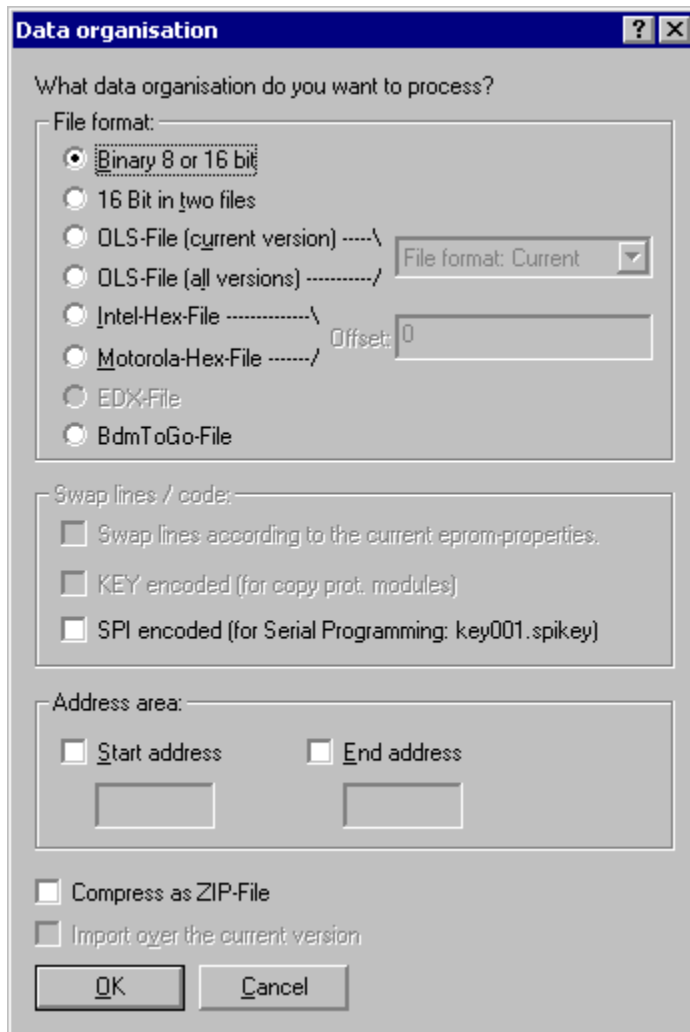 Data organisation
What data organisation do you want to process?
File format:
Binary 8 or 16 bit
16 Bit in two files
OLS-File (current version) -----\
File format: Current
OLS-File (all versions) ----------/
Intel-Hex-File -------------\
Offset: 0
Motorola-Hex-File -------/
EDX-File
BdmToGo-File
Swap lines / code:
Swap lines according to the current eprom-properties.
KEY encoded (for copy prot. modules)
SPI encoded (for Serial Programming: key001.spikey)
Address area:
Start address End address
Compress as ZIP-File
Import over the current version
OK Cancel